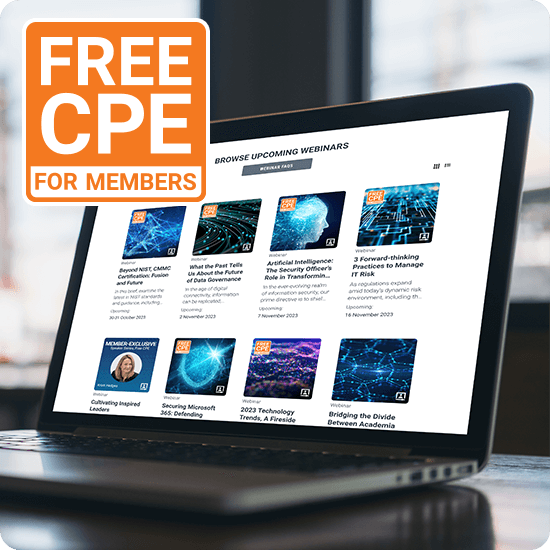 FREE
CPE
FOR MEMBERS
BROWSE UPCOMING WEBINARS
WEBINAR FAQS
FREE
CPE
FREE
CPE
FREE
CPE
Webinar
Beyond NIST, CMMC
Certification: Fusion
and Future
In this brief examine the
latest in NIST standards
and guidance, including...
Upcoming:
30-31 October 2023
Webinar
What the Past Tells
Us About the Future
of Data Governance
In the age of digital
connectivity, information
can be replicated,
Upcoming:
2 November 2023
Webinar
Artificial Intelligence:
The Security Officer's
Role in Transformin...
In the ever-evolving realm
of information security, our
prime directive is to shiel...
Upcoming:
7 November 2023
Webinar
3 Forward-thinking
Practices to Manage
IT Risk
As regulations expand
amid today's dynamic risk
environment, including th...
Upcoming:
16 November 2023
MEMBER-EXCLUSIVE
Speaker Series Free CPE
Webinar
Cultivating Inspired
Leaders
FREE
CPE
Webinar
Securing Microsoft
365: Defending
FREE
CPE
Webinar
2023 Technology
Trends, A Fireside
Webinar
Bridging the Divide
Between Academia